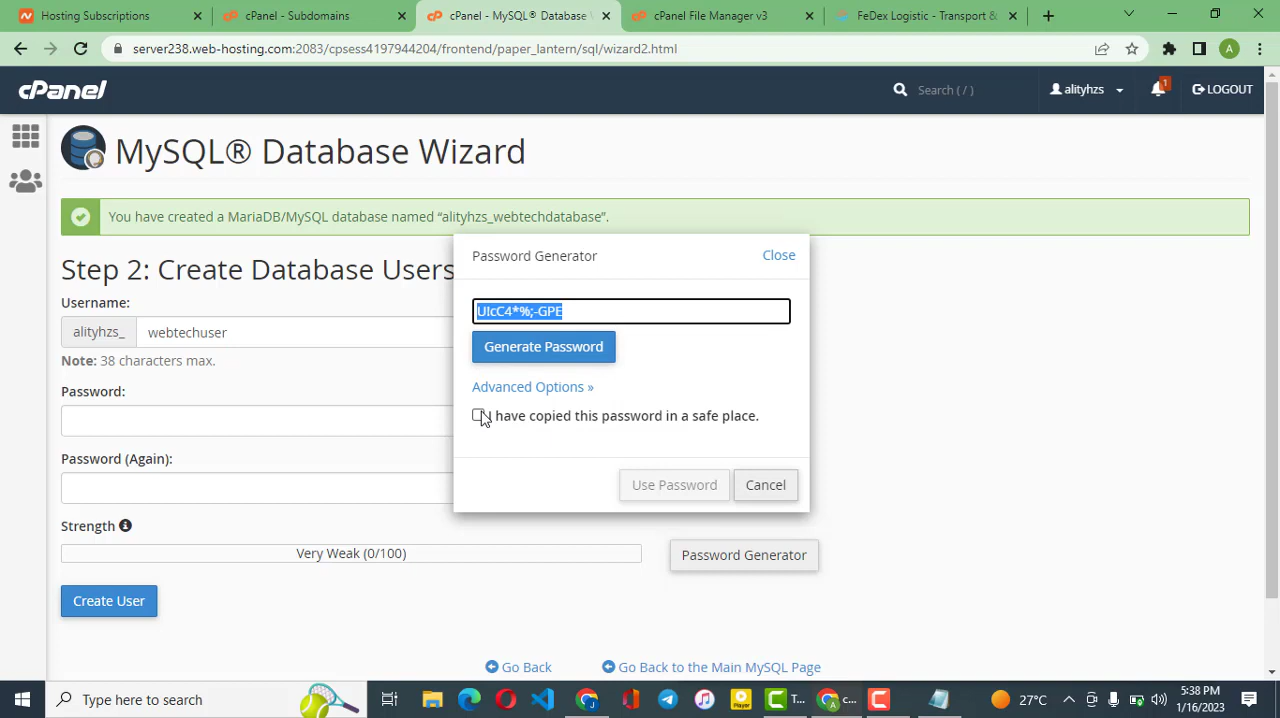 Hosting Subscriptions
cPanel - Subdomains
cPanel - MySQL® Database W
cPanel File Manager v3
FeDex Logistic - Transport &
server238.web-hosting.com:2083/cpsess4197944204/frontend/paper_lantern/sql/wizard2.html
A
cPanel
Search ( / )
alityhzs
1
LOGOUT
MySQL® Database Wizard
You have created a MariaDB/MySQL database named “alityhzs_webtechdatabase”.
Step 2: Create Database Users
Username:
alityhzs_
webtechuser
Note: 38 characters max.
Password:
Password (Again):
Strength
Very Weak (0/100)
Password Generator
Create User
Go Back
Go Back to the Main MySQL Page
Password Generator
Close
UIcC4*%;-GPE
Generate Password
Advanced Options »
I have copied this password in a safe place.
Use Password
Cancel
Type here to search
T...
c...
27°C
5:38 PM
1/16/2023